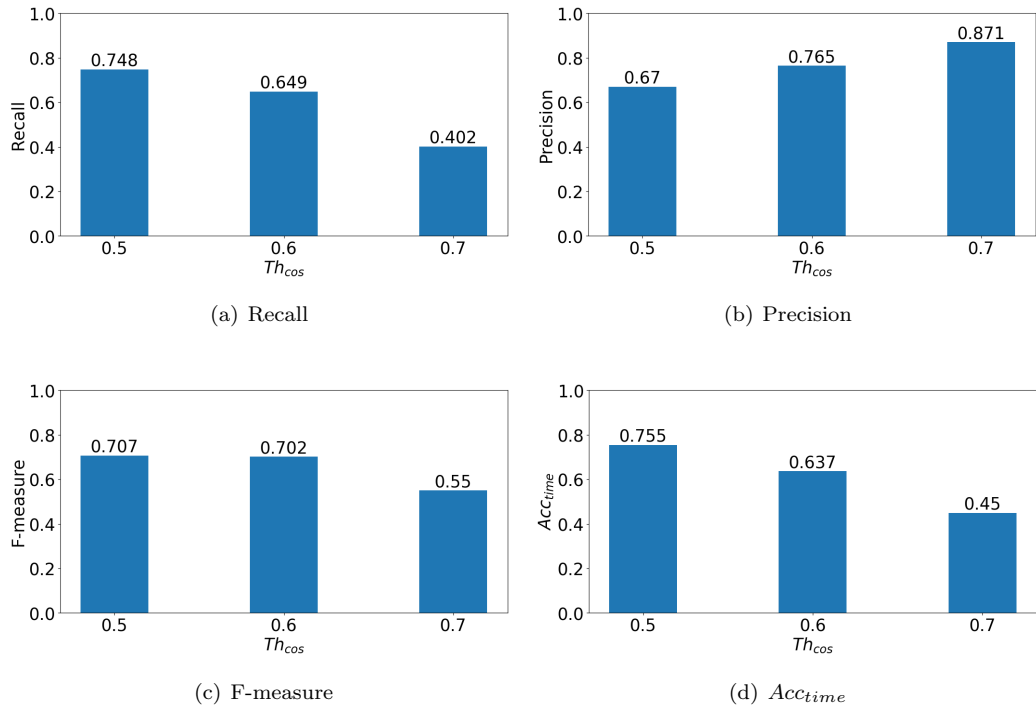 1.0
0.8
0.6
0.4
0.2
0.0
Recall
0.748
0.649
0.402
0.5 0.6 0.7
Th_cos
(a) Recall
1.0
0.8
0.6
0.4
0.2
0.0
Precision
0.67
0.765
0.871
0.5 0.6 0.7
Th_cos
(b) Precision
1.0
0.8
0.6
0.4
0.2
0.0
F-measure
0.707
0.702
0.55
0.5 0.6 0.7
Th_cos
(c) F-measure
1.0
0.8
0.6
0.4
0.2
0.0
Acc_time
0.755
0.637
0.45
0.5 0.6 0.7
Th_cos
(d) Acc_time